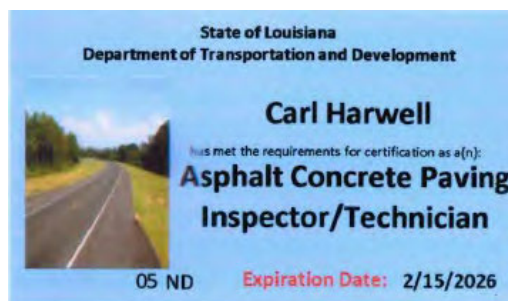 State of Louisiana
Department of Transportation and Development
Carl Harwell
has met the requirements for certification as a(n):
Asphalt Concrete Paving
Inspector/Technician
05 ND
Expiration Date: 2/15/2026